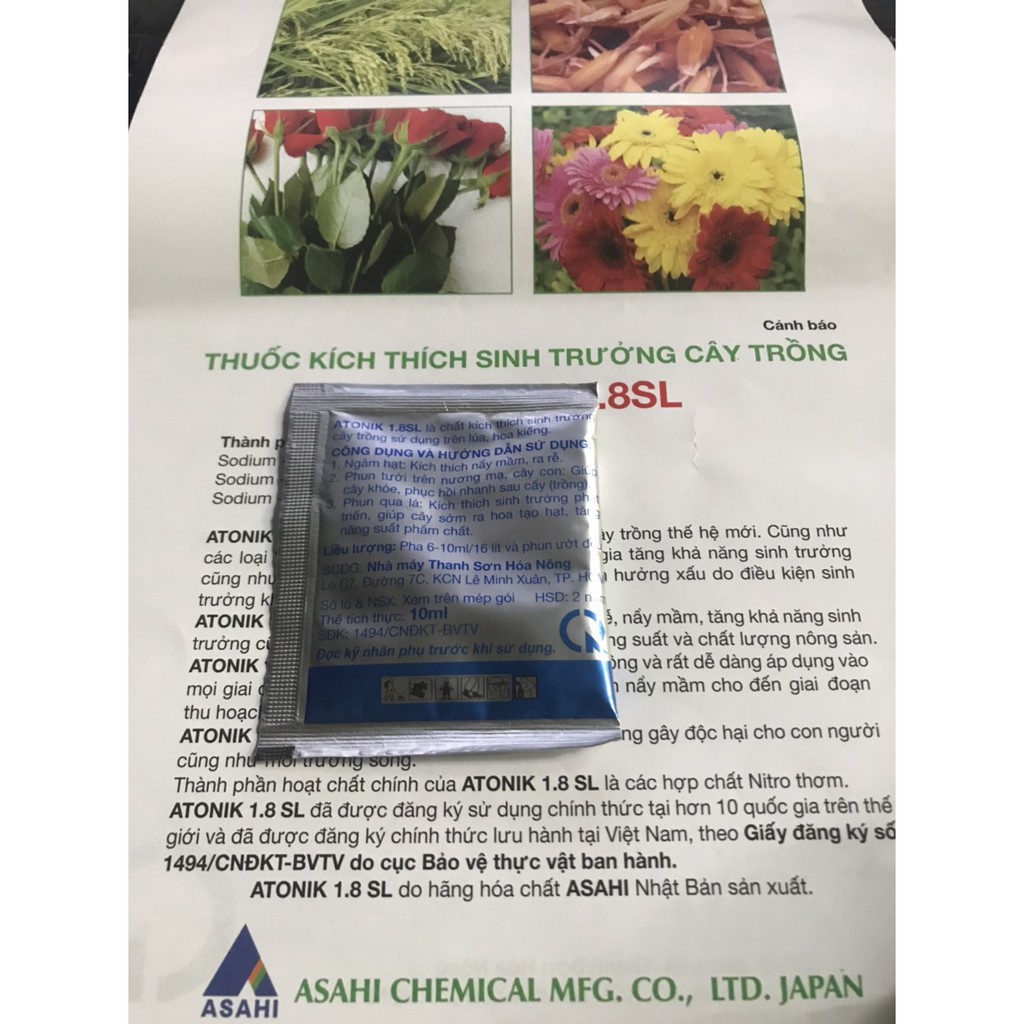 Cảnh báo
THUỐC KÍCH THÍCH SINH TRƯỞNG CÂY TRỒNG
.8SL
ATONIK 1.8SL là chất kích thích sinh trưởng
cây trồng sử dụng trên lúa, hoa kiểng.
CÔNG DỤNG VÀ HƯỚNG DẪN SỬ DỤNG
1. Ngâm hạt: Kích thích nẩy mầm, ra rễ.
2. Phun tưới trên nương mạ, cây con: Giúp
cây khỏe, phục hồi nhanh sau cấy (trồng)
3. Phun qua lá: Kích thích sinh trưởng ph
triển, giúp cây sớm ra hoa tạo hạt, tăng
năng suất phẩm chất.
Liều lượng: Pha 6-10ml/16 lít và phun ướt đ
SCĐG: Nhà máy Thanh Sơn Hóa Nông
Lô C7, Đường 7C, KCN Lê Minh Xuân, TP. HC
Số lô & NSX: Xem trên mép gói HSD: 2 n
Thể tích thực: 10ml
SĐK: 1494/CNĐKT-BVTV
Đọc kỹ nhãn phụ trước khi sử dụng.
Thành p
Sodium
Sodium
Sodium
ATONIK ây trồng thế hệ mới. Cũng như
các loại gia tăng khả năng sinh trưởng
cũng như hưởng xấu do điều kiện sinh
trưởng k
ATONIK ễ, nẩy mầm, tăng khả năng sinh
trưởng c ng suất và chất lượng nông sản.
ATONIK ộng và rất dễ dàng áp dụng vào
mọi giai nẩy mầm cho đến giai đoạn
thu hoạc
ATONIK ng gây độc hại cho con người
cũng như môi trường sống.
Thành phần hoạt chất chính của ATONIK 1.8 SL là các hợp chất Nitro thơm.
ATONIK 1.8 SL đã được đăng ký sử dụng chính thức tại hơn 10 quốc gia trên thế
giới và đã được đăng ký chính thức lưu hành tại Việt Nam, theo Giấy đăng ký số
1494/CNĐKT-BVTV do cục Bảo vệ thực vật ban hành.
ATONIK 1.8 SL do hãng hóa chất ASAHI Nhật Bản sản xuất.
ASAHI
ASAHI CHEMICAL MFG. CO., LTD. JAPAN